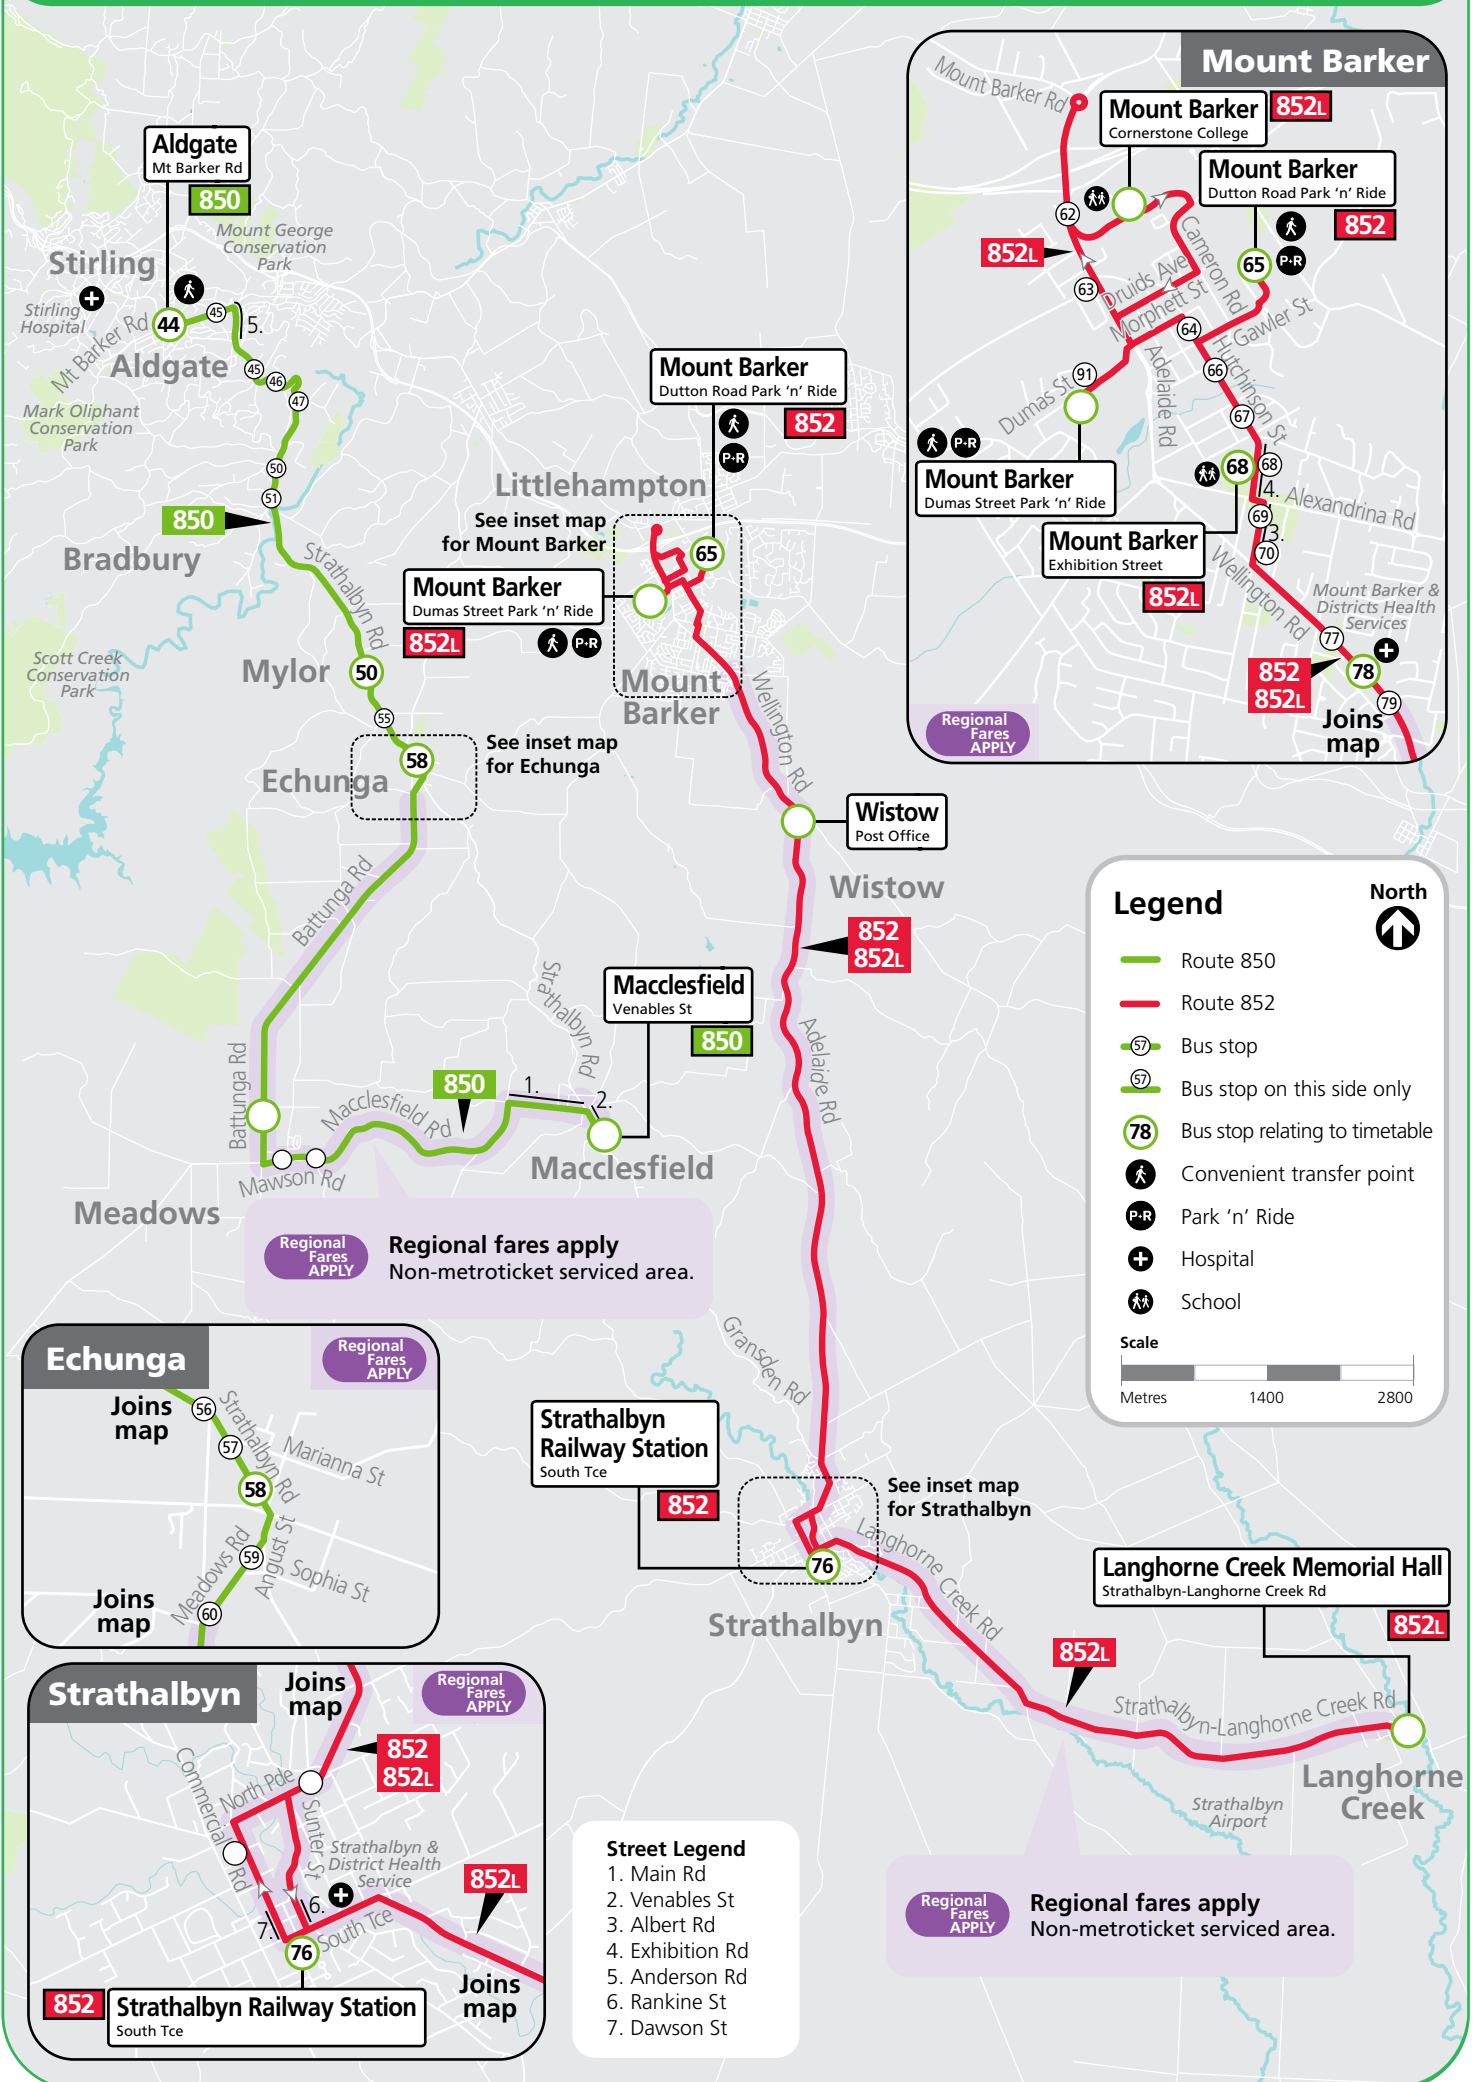 Aldgate
Mt Barker Rd
850
Mount George
Conservation
Park
Stirling
Stirling
Hospital
Mt Barker Rd
44
45
5.
Aldgate
45
46
47
Mark Oliphant
Conservation
Park
50
51
850
Bradbury
Strathalbyn Rd
Scott Creek
Conservation
Park
Mylor
50
55
58
Echunga
See inset map
for Echunga
Battunga Rd
Battunga Rd
Mawson Rd
Meadows
Macclesfield Rd
850
1.
2.
Strathalbyn Rd
Macclesfield
Venables St
850
Macclesfield
Regional
Fares
APPLY
Regional fares apply
Non-metroticket serviced area.
Mount Barker
Dutton Road Park 'n' Ride
852
P+R
Littlehampton
See inset map
for Mount Barker
65
Mount Barker
Dumas Street Park 'n' Ride
852L
P+R
Mount
Barker
Wellington Rd
Wistow
Post Office
Wistow
852
852L
Adelaide Rd
Gransden Rd
Strathalbyn
Railway Station
South Tce
852
See inset map
for Strathalbyn
76
Strathalbyn
Langhorne Creek Rd
852L
Strathalbyn-Langhorne Creek Rd
Langhorne Creek Memorial Hall
Strathalbyn-Langhorne Creek Rd
852L
Langhorne
Creek
Strathalbyn
Airport
Regional
Fares
APPLY
Regional fares apply
Non-metroticket serviced area.
Mount Barker
Mount Barker Rd
Mount Barker
Cornerstone College
852L
Mount Barker
Dutton Road Park 'n' Ride
852
62
852L
63
Druids Ave
Cameron Rd
Morphett St
65
P+R
Gawler St
64
Hutchinson St
66
Adelaide Rd
67
91
Dumas St
P+R
Mount Barker
Dumas Street Park 'n' Ride
68
68
4.
Alexandrina Rd
69
3.
70
Mount Barker
Exhibition Street
852L
Wellington Rd
Mount Barker &
Districts Health
Services
77
852
852L
78
79
Joins
map
Regional
Fares
APPLY
Legend
North
Route 850
Route 852
57
Bus stop
57
Bus stop on this side only
78
Bus stop relating to timetable
Convenient transfer point
P+R
Park 'n' Ride
Hospital
School
Scale
Metres
1400
2800
Echunga
Regional
Fares
APPLY
Joins
map
56
57
Strathalbyn Rd
Marianna St
58
Meadows Rd
59
Angust St
Sophia St
Joins
map
60
Strathalbyn
Joins
map
Regional
Fares
APPLY
852
852L
Commercial Rd
North Pde
Sunter St
Strathalbyn &
District Health
Service
852L
6.
7.
South Tce
76
Joins
map
852
Strathalbyn Railway Station
South Tce
Street Legend
1. Main Rd
2. Venables St
3. Albert Rd
4. Exhibition Rd
5. Anderson Rd
6. Rankine St
7. Dawson St